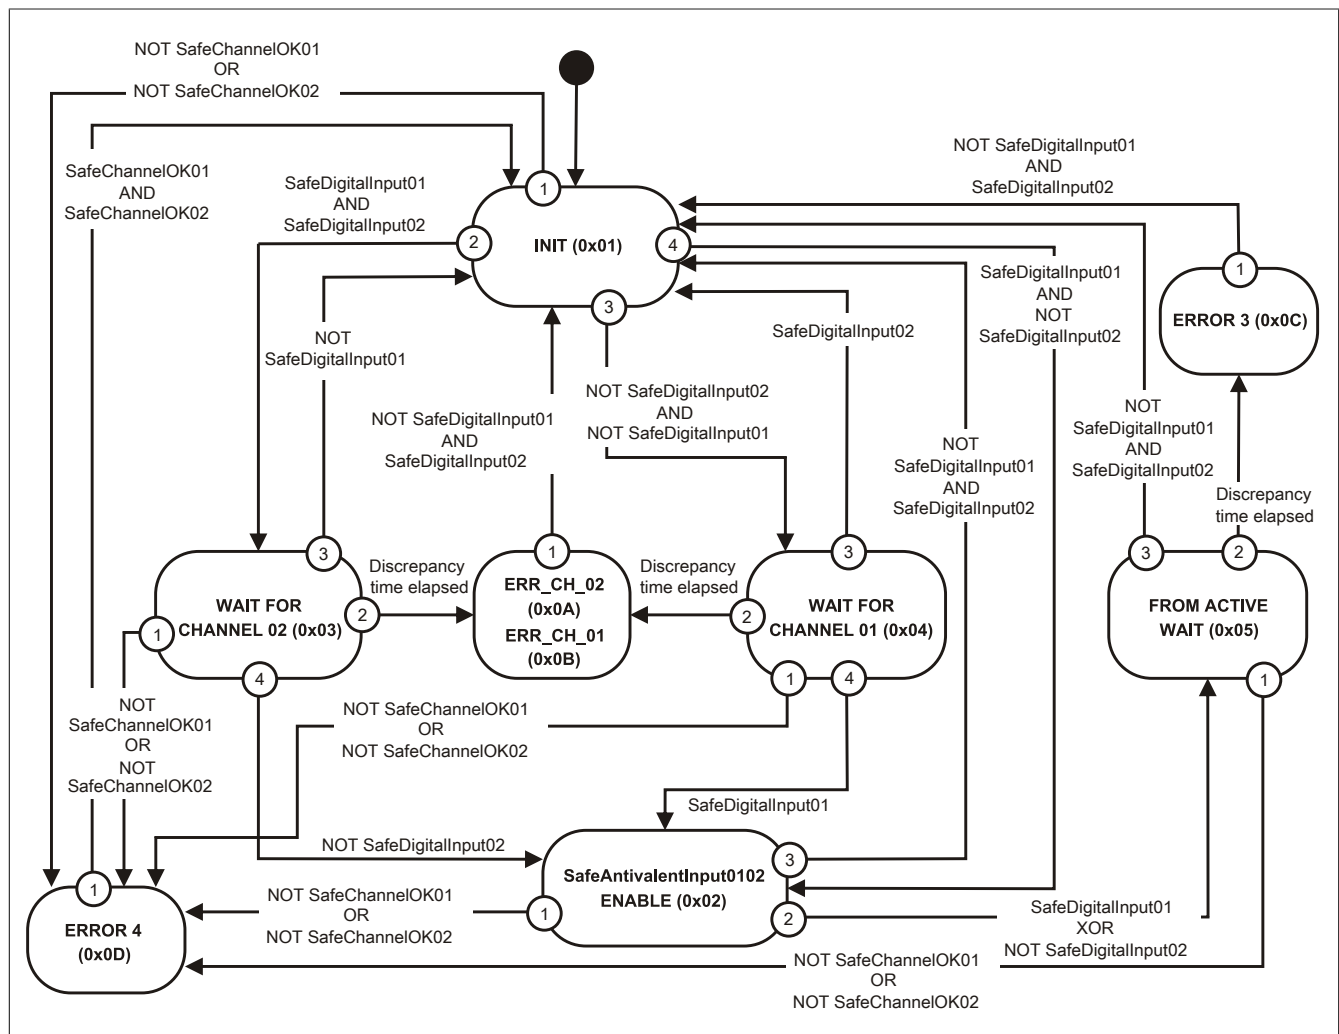 NOT SafeChannelOK01
OR
NOT SafeChannelOK02
SafeChannelOK01
AND
SafeChannelOK02
SafeDigitalInput01
AND
SafeDigitalInput02
1
2
INIT (0x01)
4
3
NOT SafeDigitalInput01
AND
SafeDigitalInput02
SafeDigitalInput01
AND
NOT
SafeDigitalInput02
1
ERROR 3 (0x0C)
NOT
SafeDigitalInput01
SafeDigitalInput02
NOT SafeDigitalInput01
AND
SafeDigitalInput02
NOT SafeDigitalInput02
AND
NOT SafeDigitalInput01
NOT
SafeDigitalInput01
AND
SafeDigitalInput02
NOT
SafeDigitalInput01
AND
SafeDigitalInput02
Discrepancy
time elapsed
3
WAIT FOR
CHANNEL 02 (0x03)
1
2
4
Discrepancy
time elapsed
1
ERR_CH_02
(0x0A)
ERR_CH_01
(0x0B)
Discrepancy
time elapsed
3
WAIT FOR
CHANNEL 01 (0x04)
2
1
4
3
2
FROM ACTIVE
WAIT (0x05)
1
NOT
SafeChannelOK01
OR
NOT
SafeChannelOK02
NOT SafeChannelOK01
OR
NOT SafeChannelOK02
SafeDigitalInput01
NOT SafeDigitalInput02
3
SafeAntivalentInput0102
ENABLE (0x02)
1
2
1
ERROR 4
(0x0D)
NOT SafeChannelOK01
OR
NOT SafeChannelOK02
SafeDigitalInput01
XOR
NOT SafeDigitalInput02
NOT SafeChannelOK01
OR
NOT SafeChannelOK02